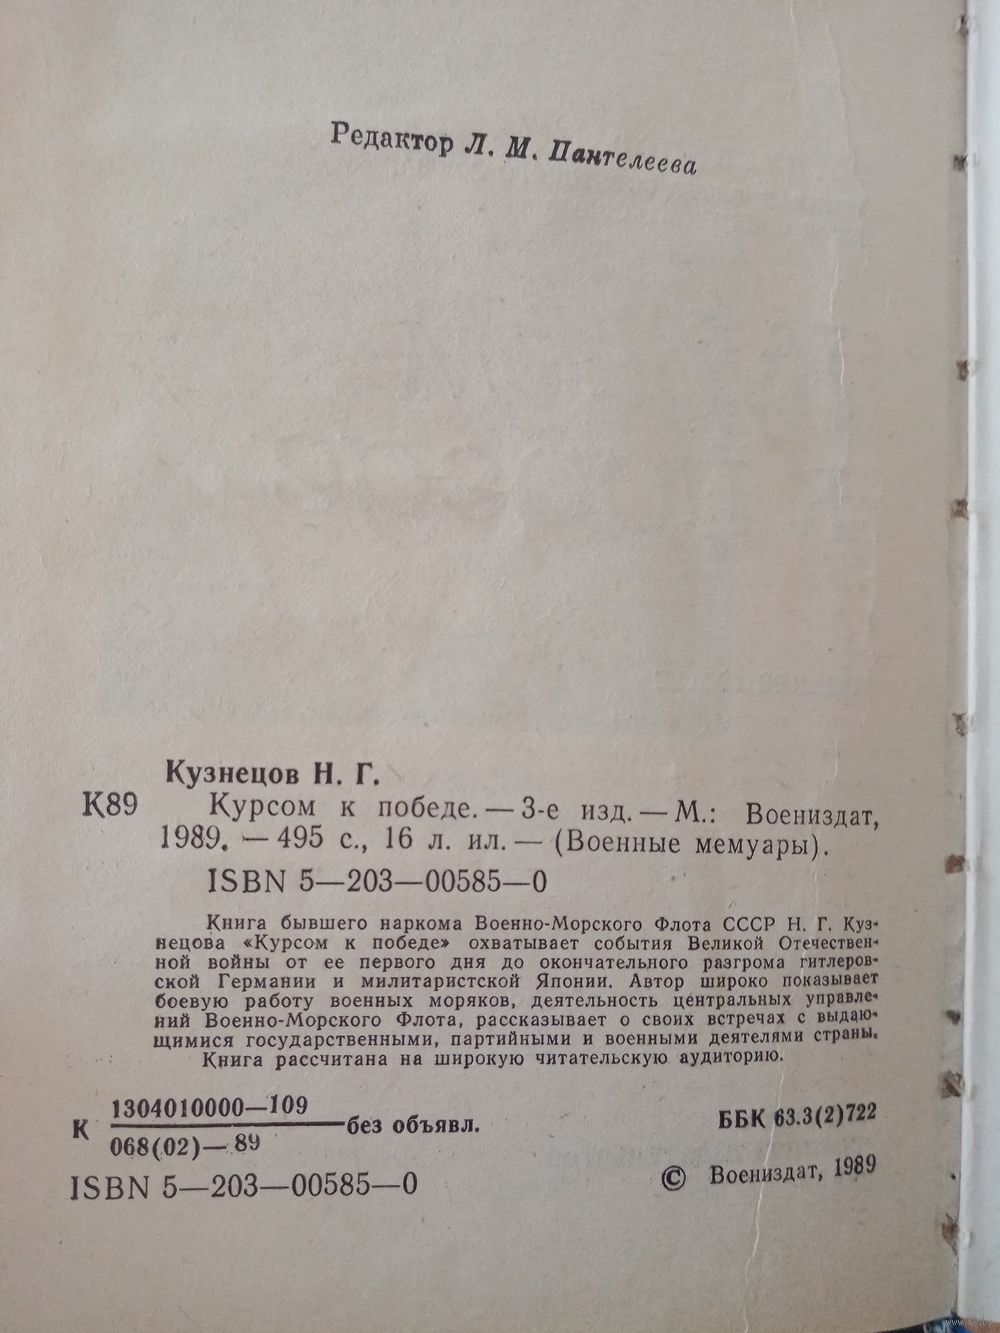 Редактор Л. М. Пантелеева
Кузнецов Н. Г.
К89 Курсом к победе. — 3-е изд. — М.: Воениздат,
1989. — 495 с., 16 л. ил. — (Военные мемуары).
ISBN 5—203—00585—0
Книга бывшего наркома Военно-Морского Флота СССР Н. Г. Куз-
нецова «Курсом к победе» охватывает события Великой Отечествен-
ной войны от ее первого дня до окончательного разгрома гитлеров-
ской Германии и милитаристской Японии. Автор широко показывает
боевую работу военных моряков, деятельность центральных управле-
ний Военно-Морского Флота, рассказывает о своих встречах с выдаю-
щимися государственными, партийными и военными деятелями страны.
Книга рассчитана на широкую читательскую аудиторию.
К 1304010000—109
068(02)—89 без объявл.
ББК 63.3(2)722
ISBN 5—203—00585—0
© Воениздат, 1989